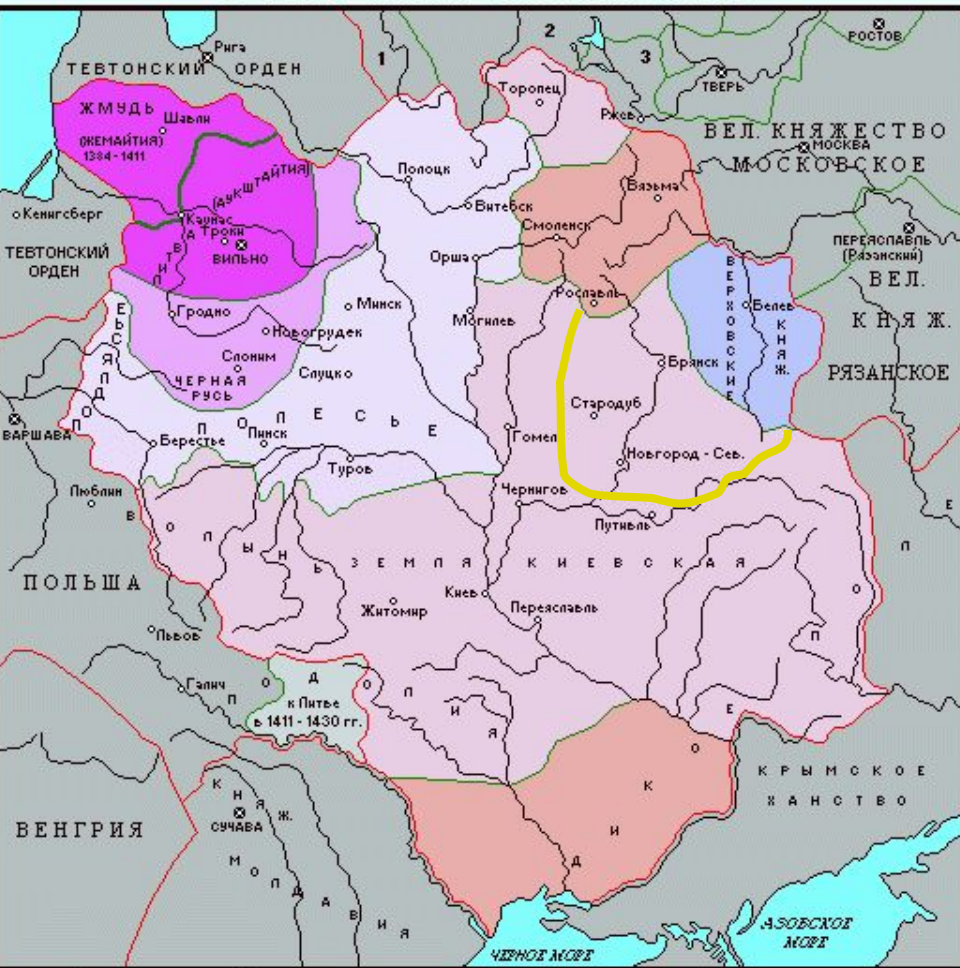 1
2
3
РОСТОВ
Рига
ТЕВТОНСКИЙ ОРДЕН
Торопец
ТВЕРЬ
Ржев
ЖМУДЬ
Шавли
(ЖЕМАЙТИЯ)
1384 - 1411
ВЕЛ. КНЯЖЕСТВО
МОСКОВСКОЕ
МОСКВА
Полоцк
(АУКШТАЙТИЯ)
Вязьма
Витебск
Кенигсберг
Каунас
Троки
ВИЛЬНО
ЛИТВА
Смоленск
ПЕРЕЯСЛАВЛЬ
(Рязанский)
ТЕВТОНСКИЙ
ОРДЕН
Орша
ВЕРХОВСКИЕ
КНЯЖ.
Белев
ВЕЛ.
КНЯЖ.
РЯЗАНСКОЕ
Рославль
Гродно
Минск
Могилев
Новогрудек
Слоним
Слуцко
Брянск
ЧЕРНАЯ
РУСЬ
ПОДЛЯСЬЕ
Стародуб
ПОЛЕСЬЕ
ВАРШАВА
Берестье
Пинск
Гомел
Туров
Новгород - Сев.
Люблин
Чернигов
Путивль
ВОЛЫНЬ
ЗЕМЛЯ КИЕВСКАЯ
ПОЛЬША
Киев
Житомир
Переяславль
Львов
ПОЛЕ
Галич
ПОДОЛИЯ
к Литве
в 1411 - 1430 гг.
ДИКОЕ ПОЛЕ
КРЫМСКОЕ
ХАНСТВО
ВЕНГРИЯ
КНЯЖ.
СУЧАВА
МОЛДАВИЯ
АЗОВСКОЕ
МОРЕ
ЧЕРНОЕ МОРЕ